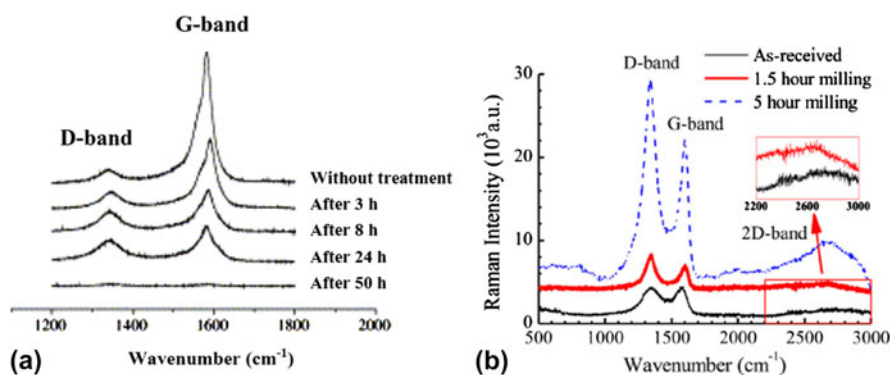 G-band
D-band
Without treatment
After 3 h
After 8 h
After 24 h
After 50 h
1200 1400 1600 1800 2000
Wavenumber (cm-1)
(a)
As-received
1.5 hour milling
5 hour milling
D-band
G-band
2D-band
2200 2600 3000
Raman Intensity (10³ a.u.)
30
20
10
0
500 1000 1500 2000 2500 3000
Wavenumber (cm-1)
(b)